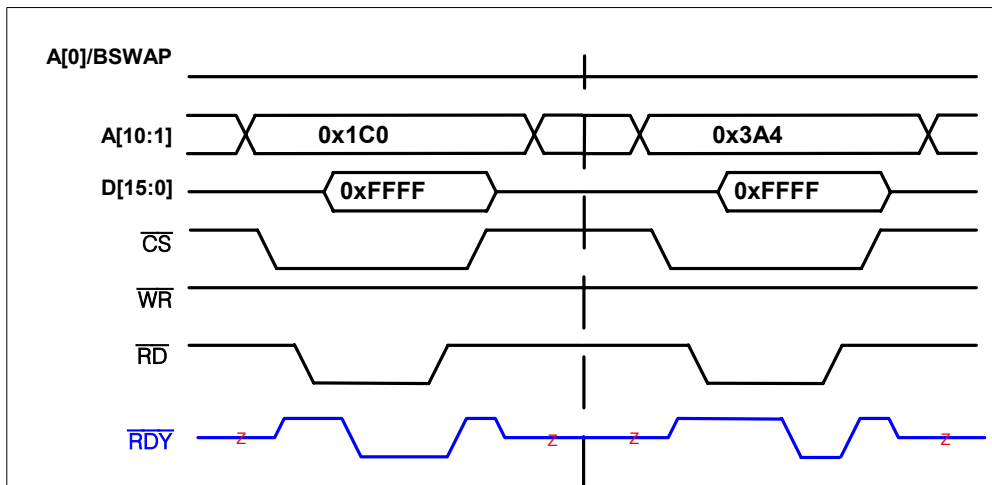 A[0]/BSWAP
A[10:1] 0x1C0 0x3A4
D[15:0] 0xFFFF 0xFFFF
CS
WR
RD
RDY Z Z Z Z